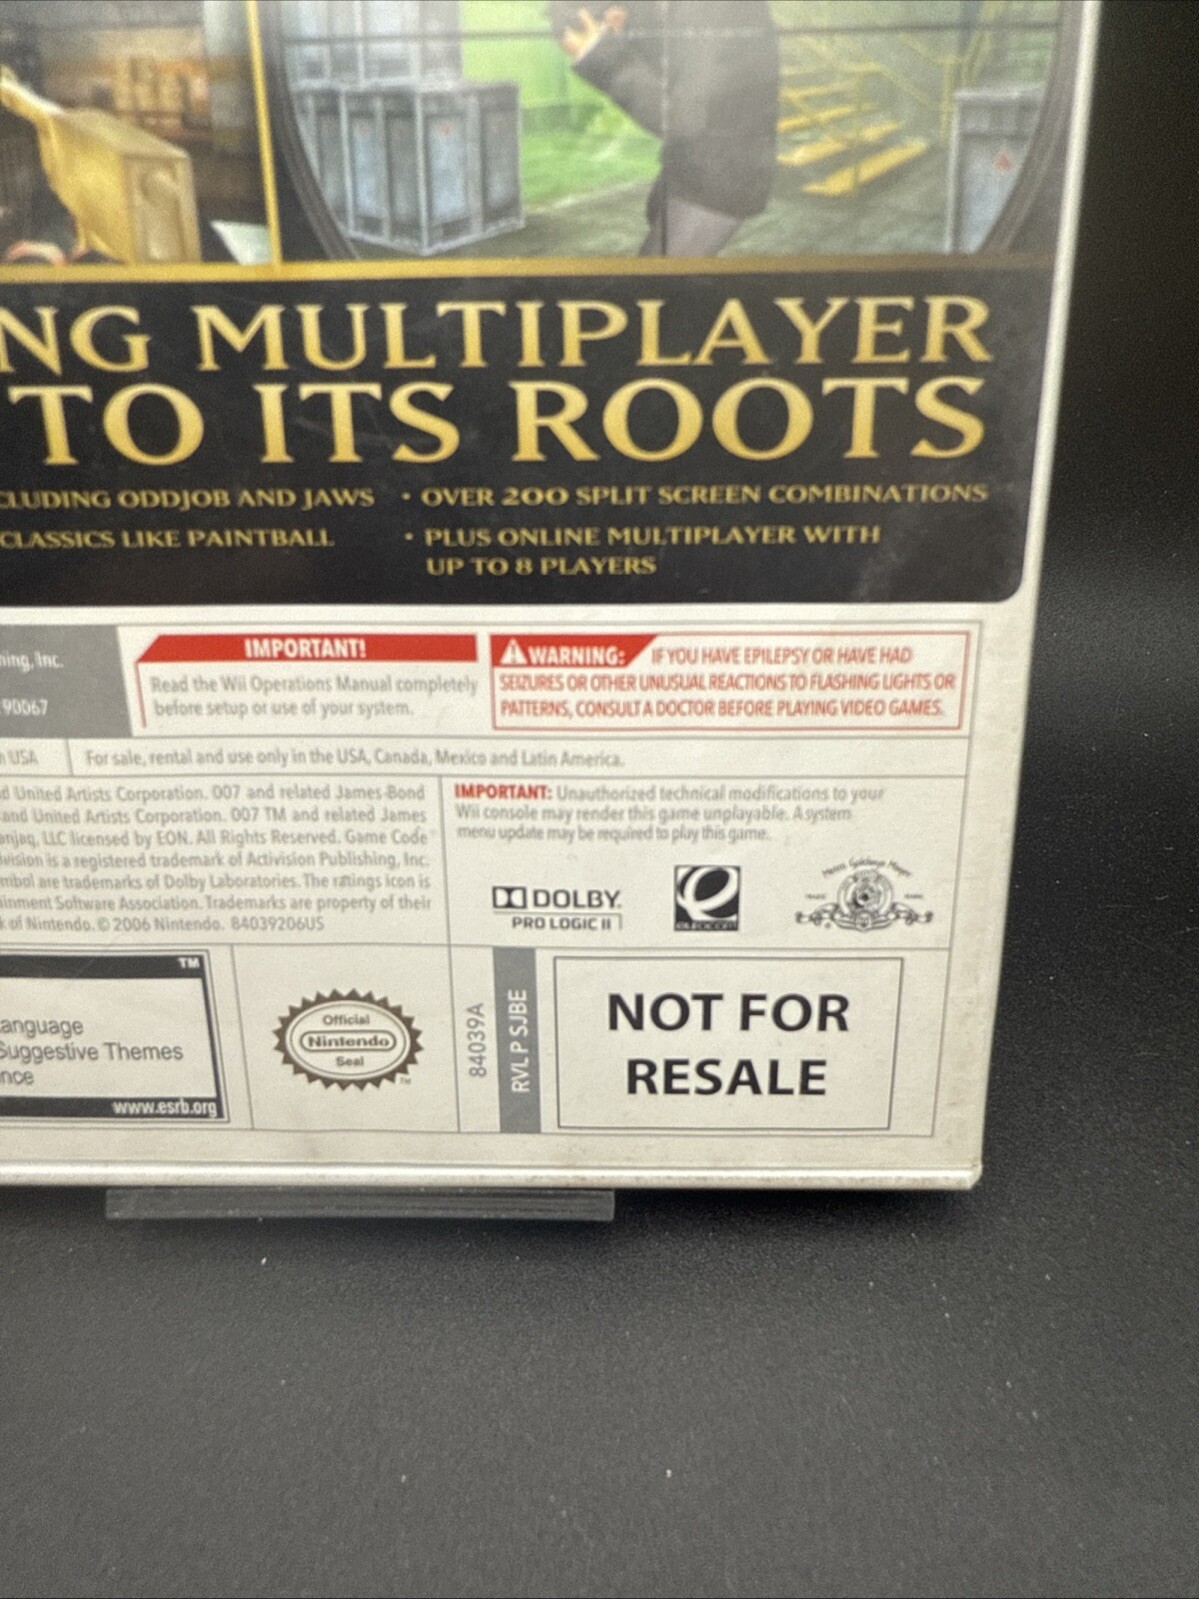 NG MULTIPLAYER
TO ITS ROOTS
CLUDING ODDJOB AND JAWS
CLASSICS LIKE PAINTBALL
• OVER 200 SPLIT SCREEN COMBINATIONS
• PLUS ONLINE MULTIPLAYER WITH
UP TO 8 PLAYERS
ning, Inc.
90067
IMPORTANT!
Read the Wii Operations Manual completely
before setup or use of your system.
WARNING: IF YOU HAVE EPILEPSY OR HAVE HAD
SEIZURES OR OTHER UNUSUAL REACTIONS TO FLASHING LIGHTS OR
PATTERNS, CONSULT A DOCTOR BEFORE PLAYING VIDEO GAMES.
n USA
For sale, rental and use only in the USA, Canada, Mexico and Latin America.
d United Artists Corporation. 007 and related James Bond
and United Artists Corporation. 007 TM and related James
anjaq, LLC licensed by EON. All Rights Reserved. Game Code
ivision is a registered trademark of Activision Publishing, Inc.
mbol are trademarks of Dolby Laboratories. The ratings icon is
ainment Software Association. Trademarks are property of their
k of Nintendo. © 2006 Nintendo. 84039206US
IMPORTANT: Unauthorized technical modifications to your
Wii console may render this game unplayable. A system
menu update may be required to play this game.
DOLBY
PRO LOGIC II
eurocom
Metro Goldwyn Mayer
TRADE MARK
TM
anguage
Suggestive Themes
nce
www.esrb.org
Official
Nintendo
Seal
TM
84039A
RVL P SJBE
NOT FOR
RESALE